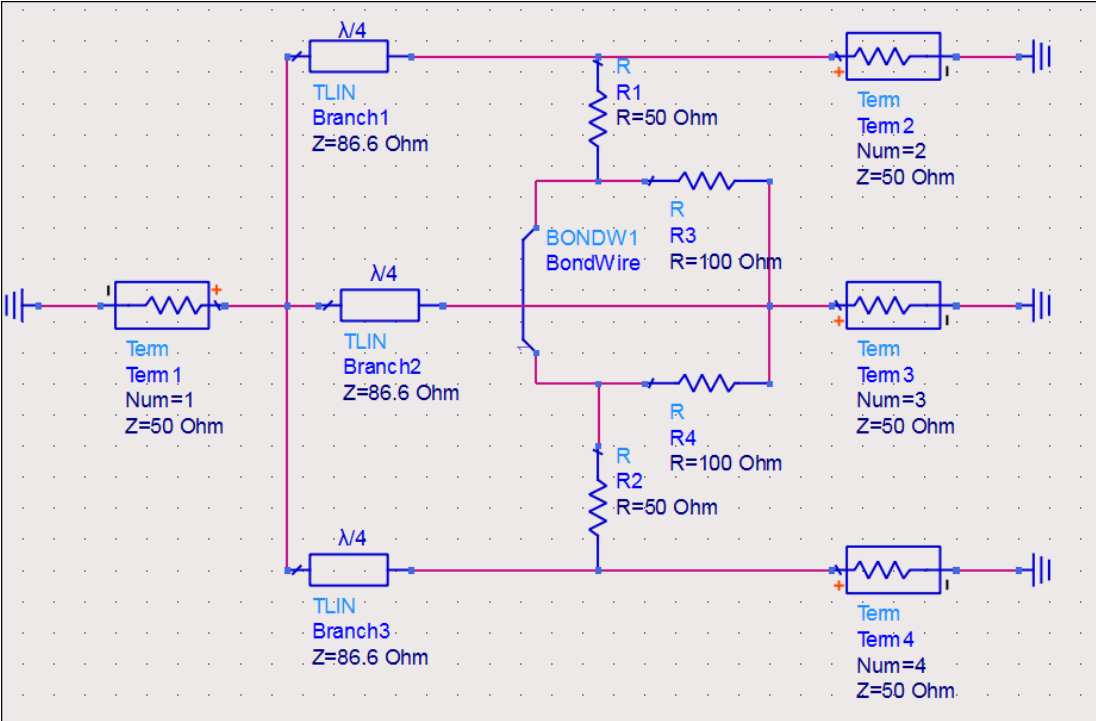 λ/4
TLIN
Branch1
Z=86.6 Ohm
R
R1
R=50 Ohm
+
Term
Term2
Num=2
Z=50 Ohm
BONDW1
BondWire
R
R3
R=100 Ohm
+
Term
Term1
Num=1
Z=50 Ohm
λ/4
TLIN
Branch2
Z=86.6 Ohm
+
Term
Term3
Num=3
Z=50 Ohm
R
R4
R=100 Ohm
R
R2
R=50 Ohm
λ/4
TLIN
Branch3
Z=86.6 Ohm
+
Term
Term4
Num=4
Z=50 Ohm